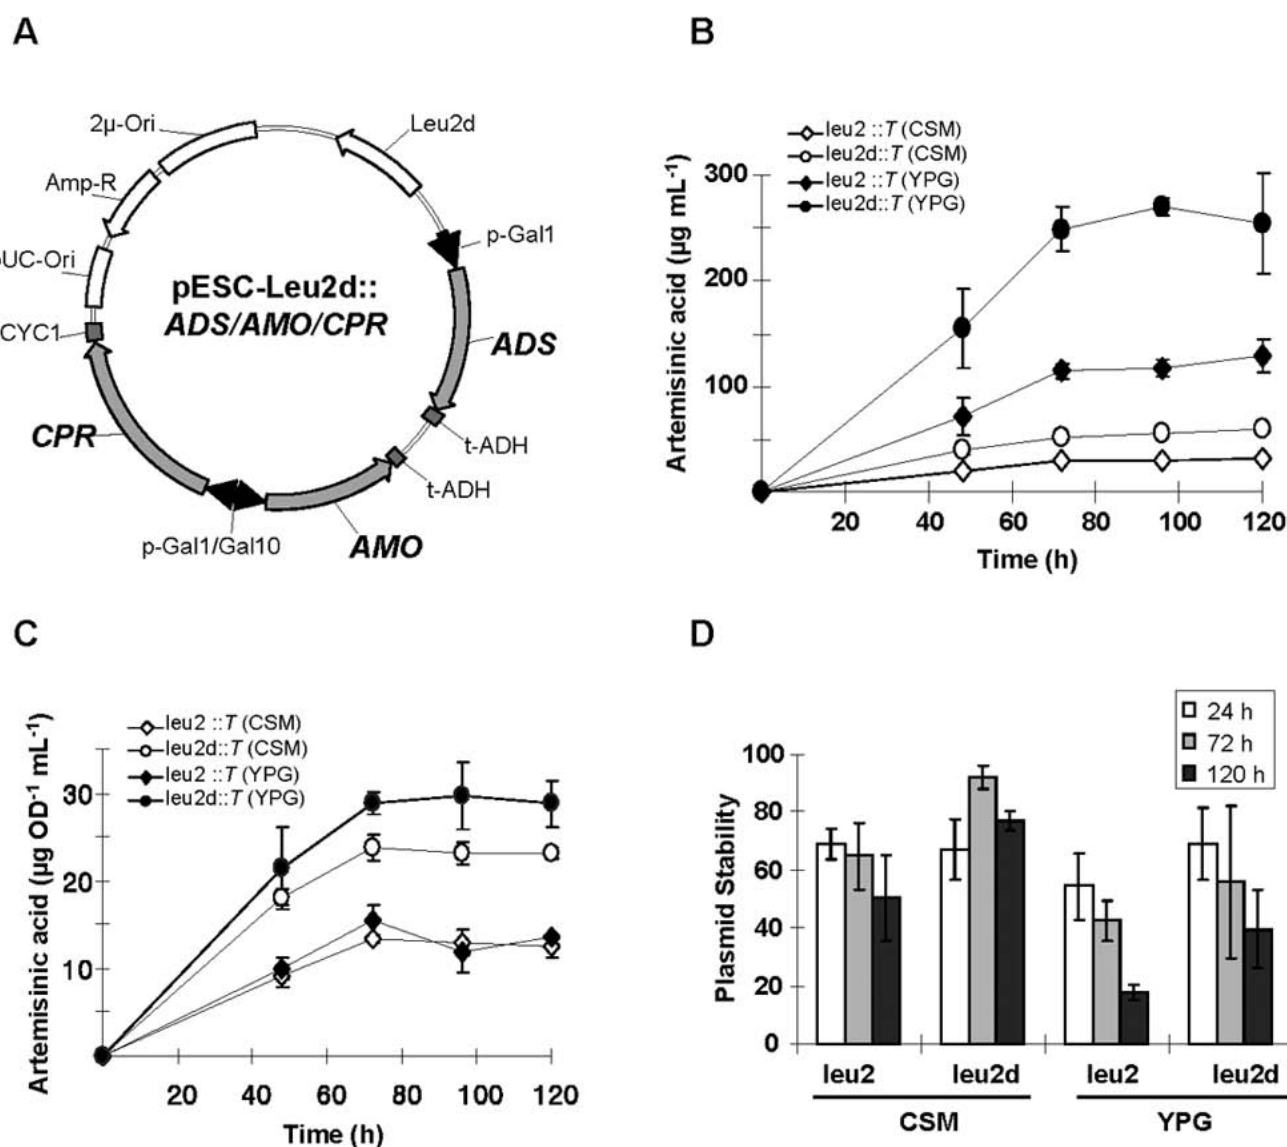 A
2µ-Ori
Leu2d
Amp-R
p-Gal1
UC-Ori
pESC-Leu2d::
ADS/AMO/CPR
CYC1
ADS
CPR
t-ADH
t-ADH
p-Gal1/Gal10
AMO
B
leu2 ::T (CSM)
leu2d::T (CSM)
leu2 ::T (YPG)
leu2d::T (YPG)
Artemisinic acid (µg mL-1)
300
200
100
20 40 60 80 100 120
Time (h)
C
leu2 ::T (CSM)
leu2d::T (CSM)
leu2 ::T (YPG)
leu2d::T (YPG)
Artemisinic acid (µg OD-1 mL-1)
30
20
10
20 40 60 80 100 120
Time (h)
D
24 h
72 h
120 h
Plasmid Stability
100
80
60
40
20
0
leu2 leu2d leu2 leu2d
CSM YPG